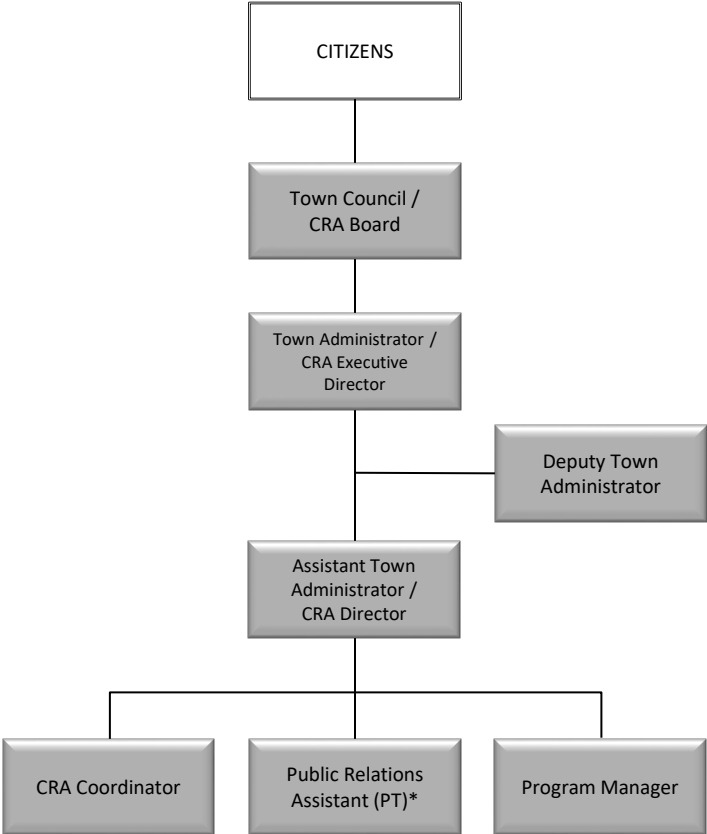 CITIZENS
Town Council /
CRA Board
Town Administrator /
CRA Executive
Director
Deputy Town
Administrator
Assistant Town
Administrator /
CRA Director
CRA Coordinator
Public Relations
Assistant (PT)*
Program Manager